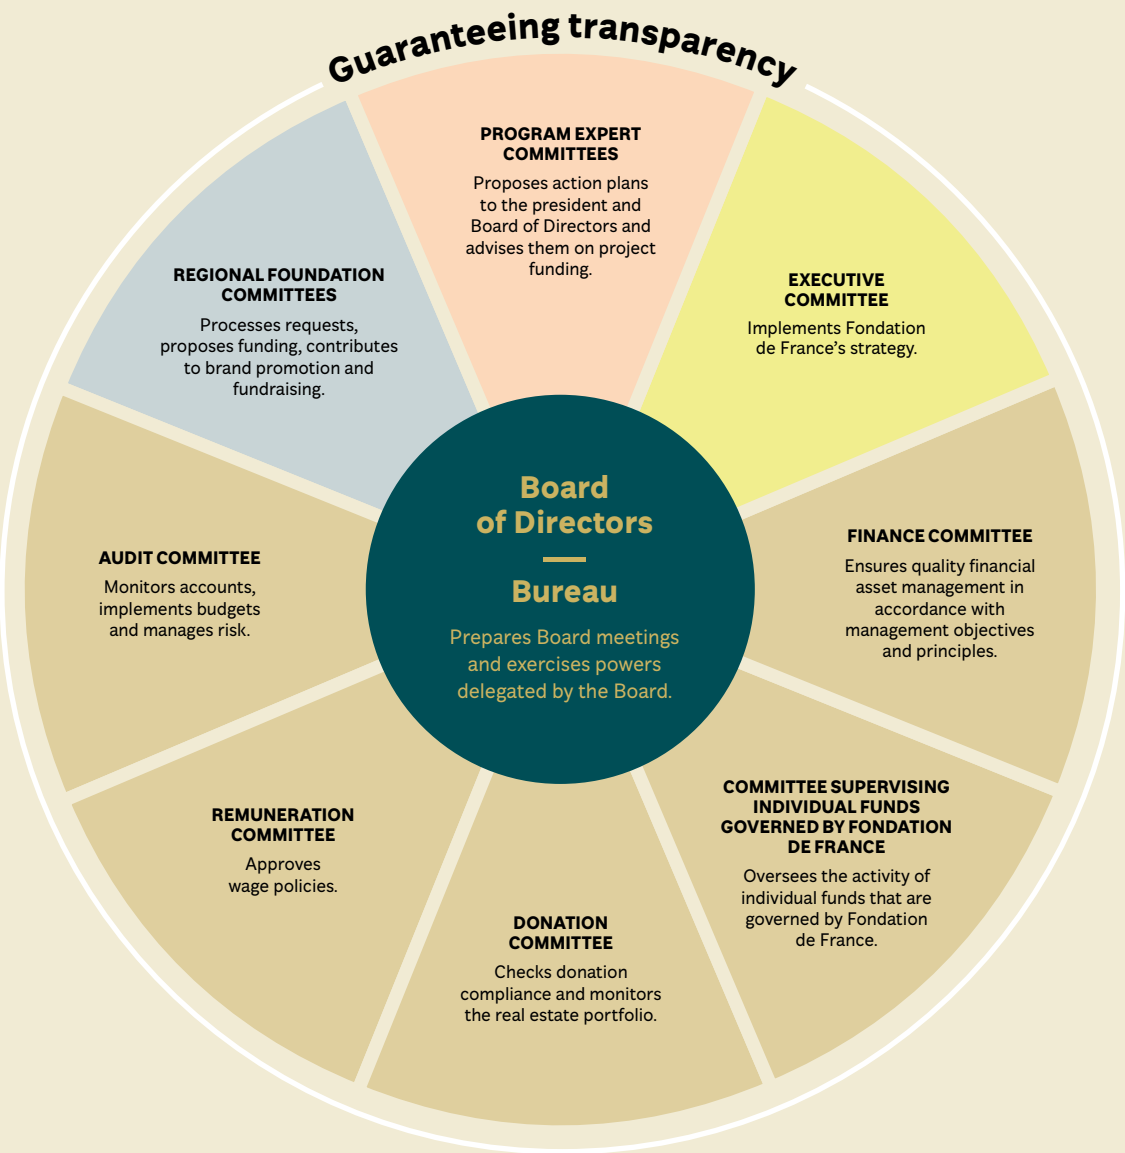 Guaranteeing transparency
PROGRAM EXPERT
COMMITTEES
Proposes action plans
to the president and
Board of Directors and
advises them on project
funding.
EXECUTIVE
COMMITTEE
Implements Fondation
de France’s strategy.
FINANCE COMMITTEE
Ensures quality financial
asset management in
accordance with
management objectives
and principles.
COMMITTEE SUPERVISING
INDIVIDUAL FUNDS
GOVERNED BY FONDATION
DE FRANCE
Oversees the activity of
individual funds that are
governed by Fondation
de France.
DONATION
COMMITTEE
Checks donation
compliance and monitors
the real estate portfolio.
REMUNERATION
COMMITTEE
Approves
wage policies.
AUDIT COMMITTEE
Monitors accounts,
implements budgets
and manages risk.
REGIONAL FOUNDATION
COMMITTEES
Processes requests,
proposes funding, contributes
to brand promotion and
fundraising.
Board
of Directors
Bureau
Prepares Board meetings
and exercises powers
delegated by the Board.